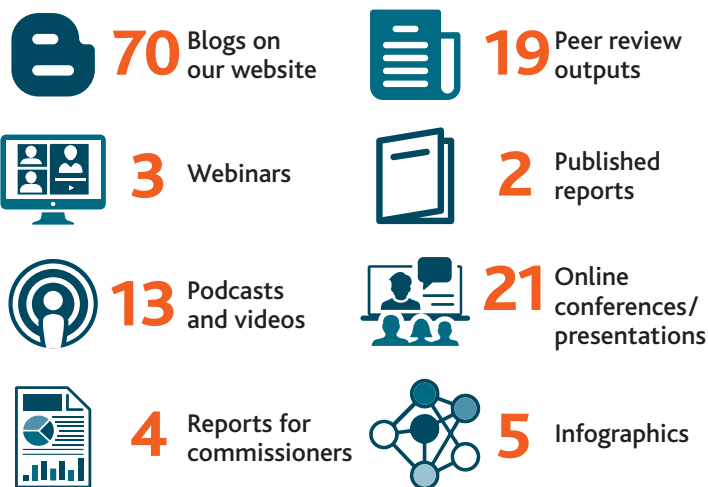 70 Blogs on
our website
19 Peer review
outputs
3 Webinars
2 Published
reports
13 Podcasts
and videos
21 Online
conferences/
presentations
4 Reports for
commissioners
5 Infographics